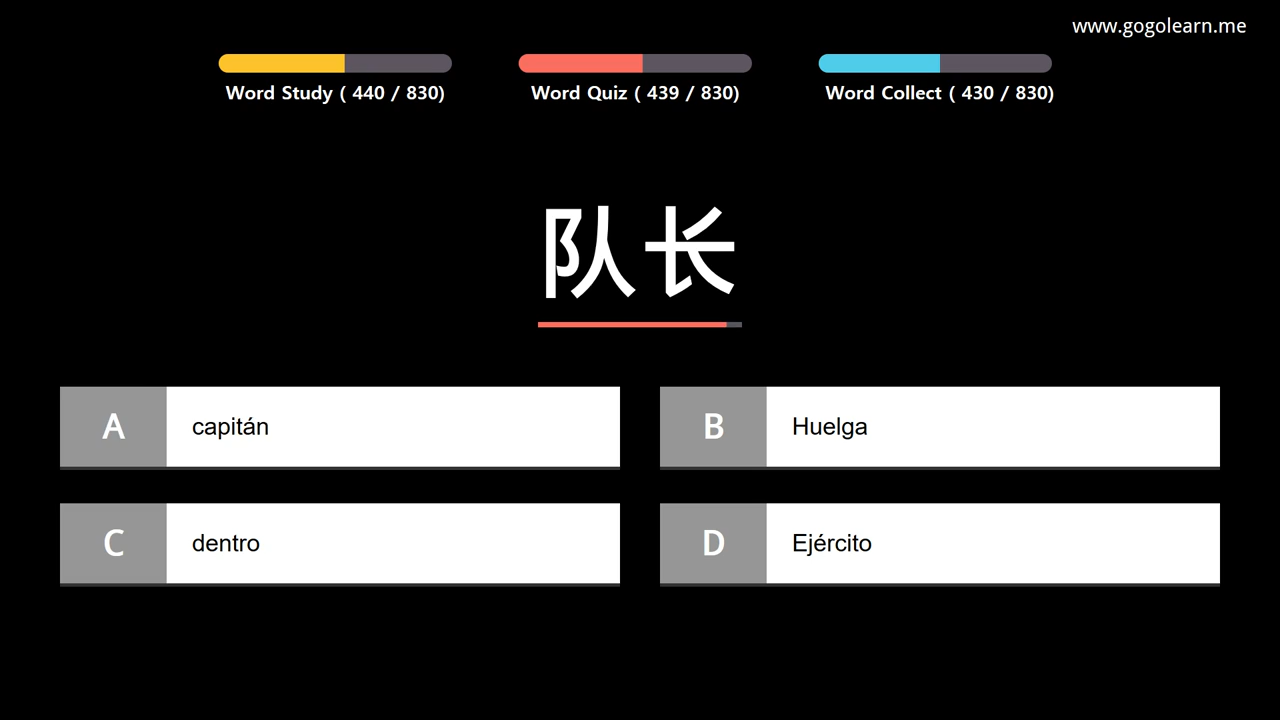 www.gogolearn.me
Word Study ( 440 / 830)
Word Quiz ( 439 / 830)
Word Collect ( 430 / 830)
队长
A capitán
B Huelga
C dentro
D Ejército